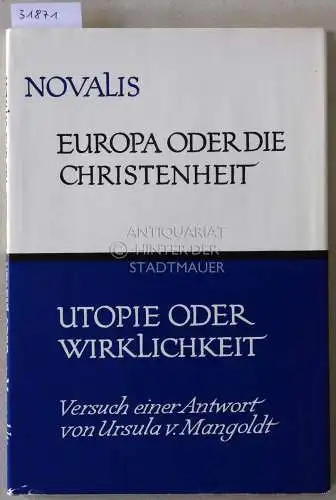 31871
NOVALIS
EUROPA ODER DIE
CHRISTENHEIT
ANTIQUARIAT
HINTER DER
STADTMAUER
UTOPIE ODER
WIRKLICHKEIT
Versuch einer Antwort
von Ursula v. Mangoldt